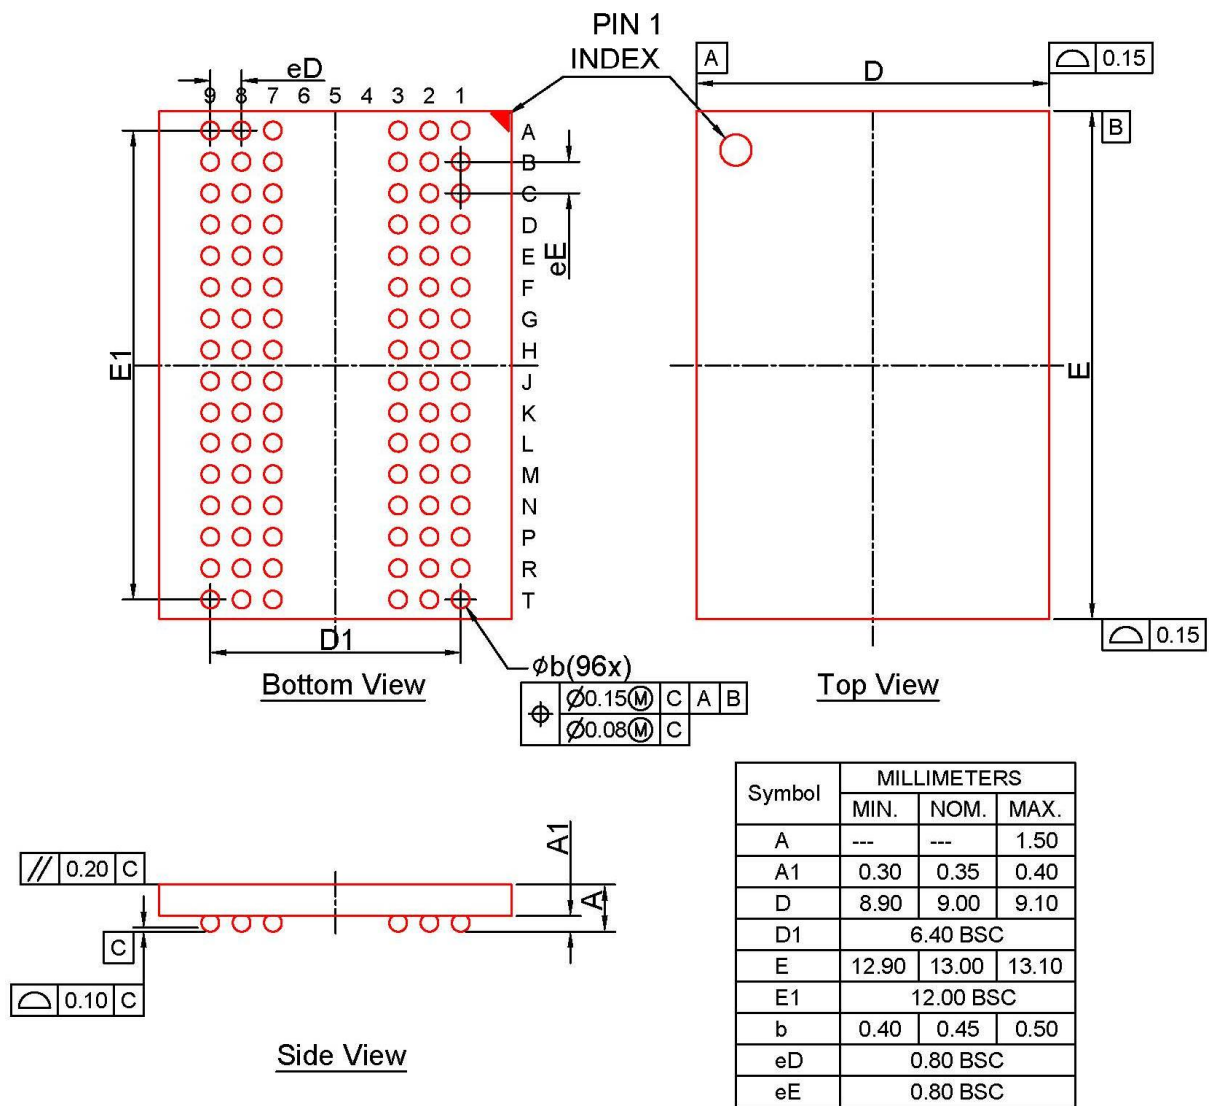 PIN 1
INDEX
eD
9 8 7 6 5 4 3 2 1
A
B
C
D
E
F
G
H
J
K
L
M
N
P
R
T
E1
eE
D1
Bottom View
ϕb(96x)
⌖ Ø0.15Ⓜ C A B
Ø0.08Ⓜ C
A
D
⌓ 0.15
B
E
⌓ 0.15
Top View
// 0.20 C
A1
A
C
⌓ 0.10 C
Side View
Symbol MILLIMETERS
MIN. NOM. MAX.
A --- --- 1.50
A1 0.30 0.35 0.40
D 8.90 9.00 9.10
D1 6.40 BSC
E 12.90 13.00 13.10
E1 12.00 BSC
b 0.40 0.45 0.50
eD 0.80 BSC
eE 0.80 BSC